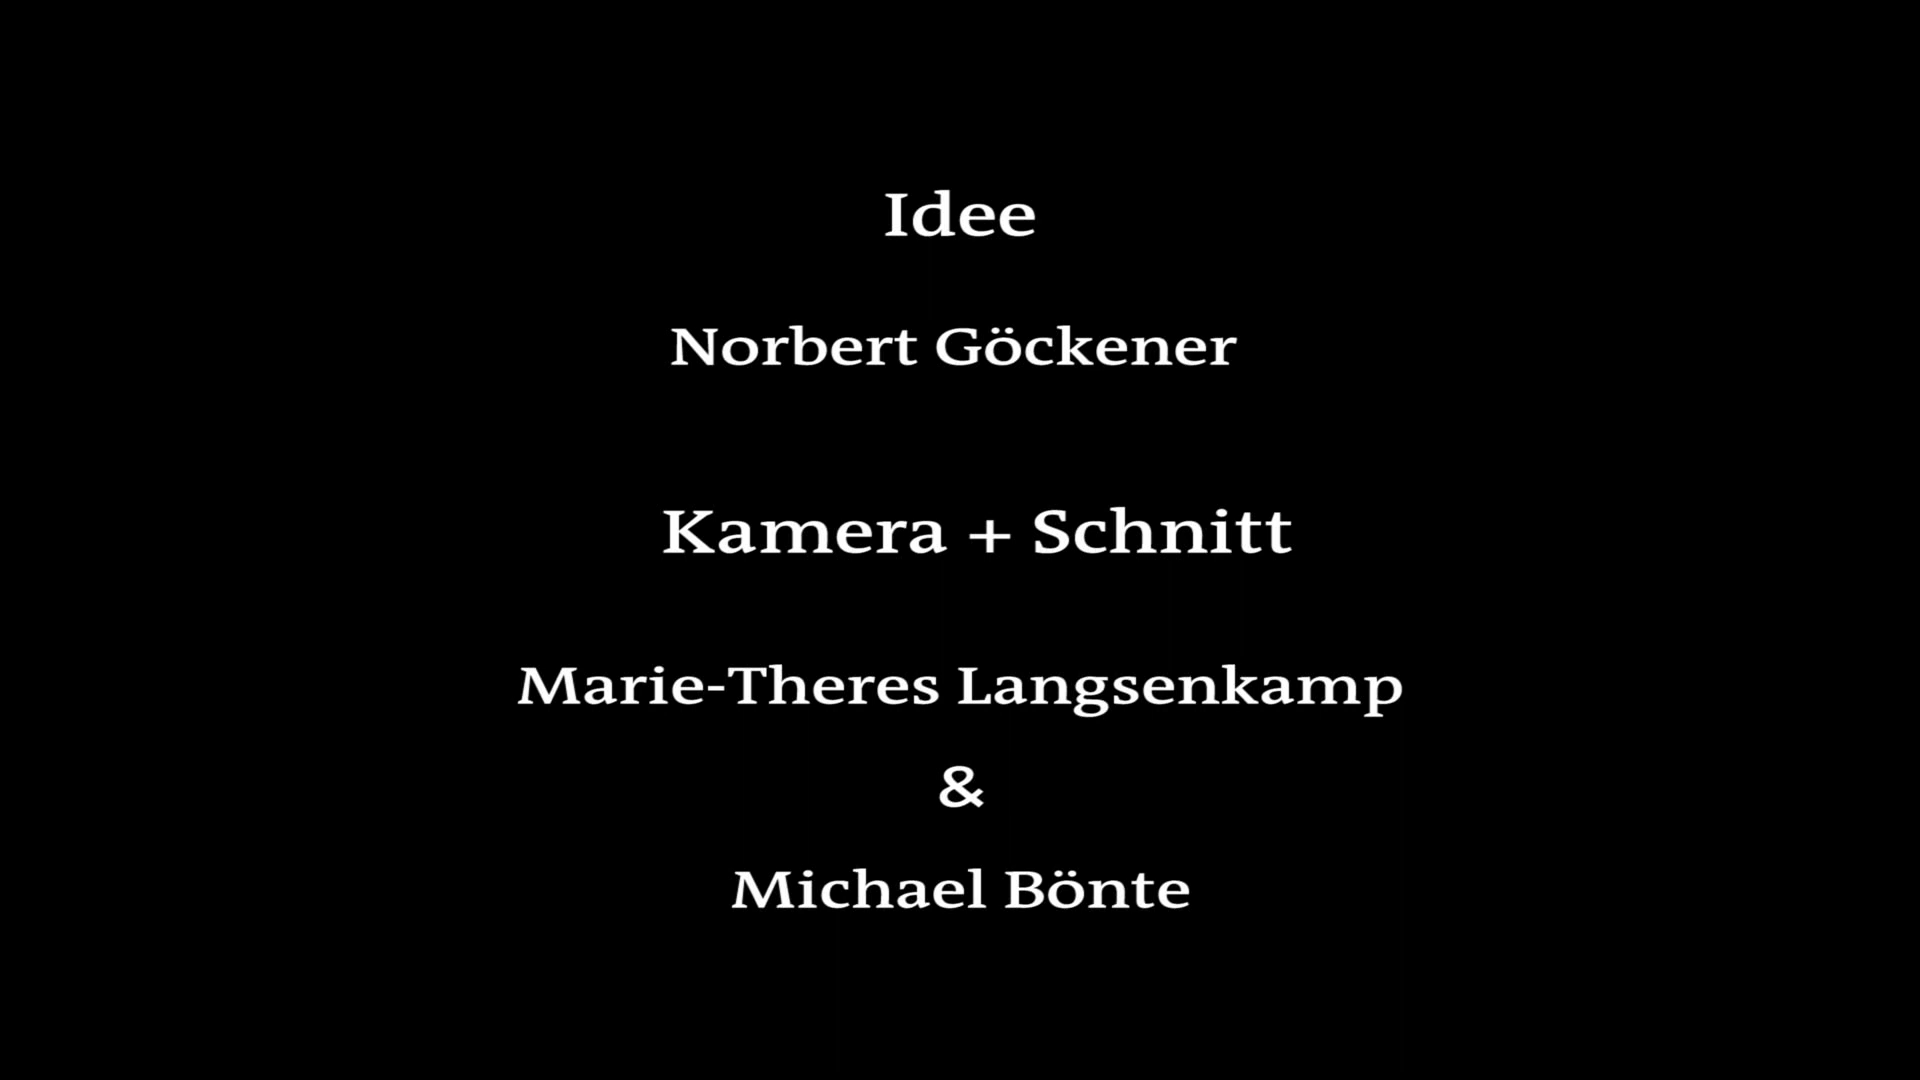 Idee
Norbert Göckener
Kamera + Schnitt
Marie-Theres Langsenkamp
&
Michael Bönte